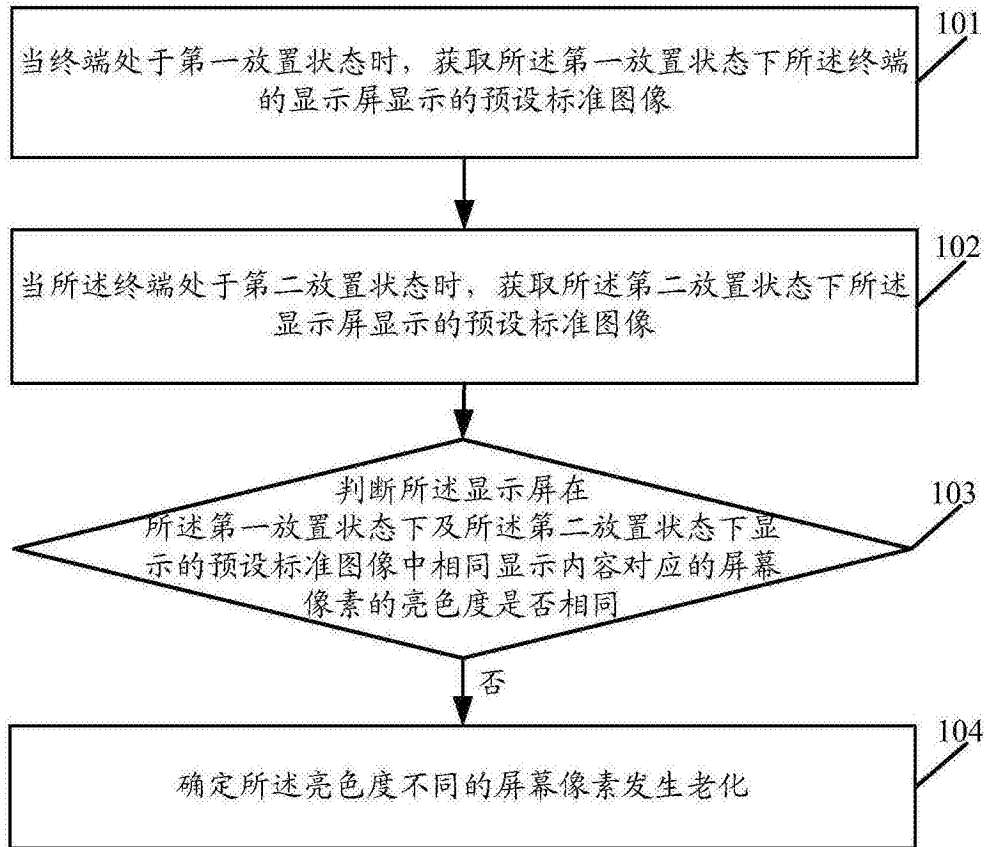 101
当终端处于第一放置状态时，获取所述第一放置状态下所述终端
的显示屏显示的预设标准图像
102
当所述终端处于第二放置状态时，获取所述第二放置状态下所述
显示屏显示的预设标准图像
103
判断所述显示屏在
所述第一放置状态下及所述第二放置状态下显
示的预设标准图像中相同显示内容对应的屏幕
像素的亮色度是否相同
否
104
确定所述亮色度不同的屏幕像素发生老化